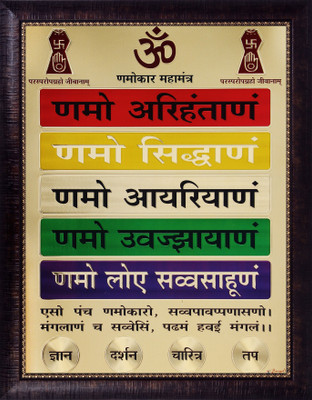 ॐ
णमोकार महामंत्र
परस्परोपग्रहो जीवानाम् परस्परोपग्रहो जीवानाम्
णमो अरिहंताणं
णमो सिद्धाणं
णमो आयरियाणं
णमो उवज्झायाणं
णमो लोए सव्वसाहूणं
एसो पंच णमोकारो, सव्वपावप्पणासणो।
मंगलाणं च सव्वेसिं, पढमं हवई मंगलं।।
ज्ञान दर्शन चारित्र तप